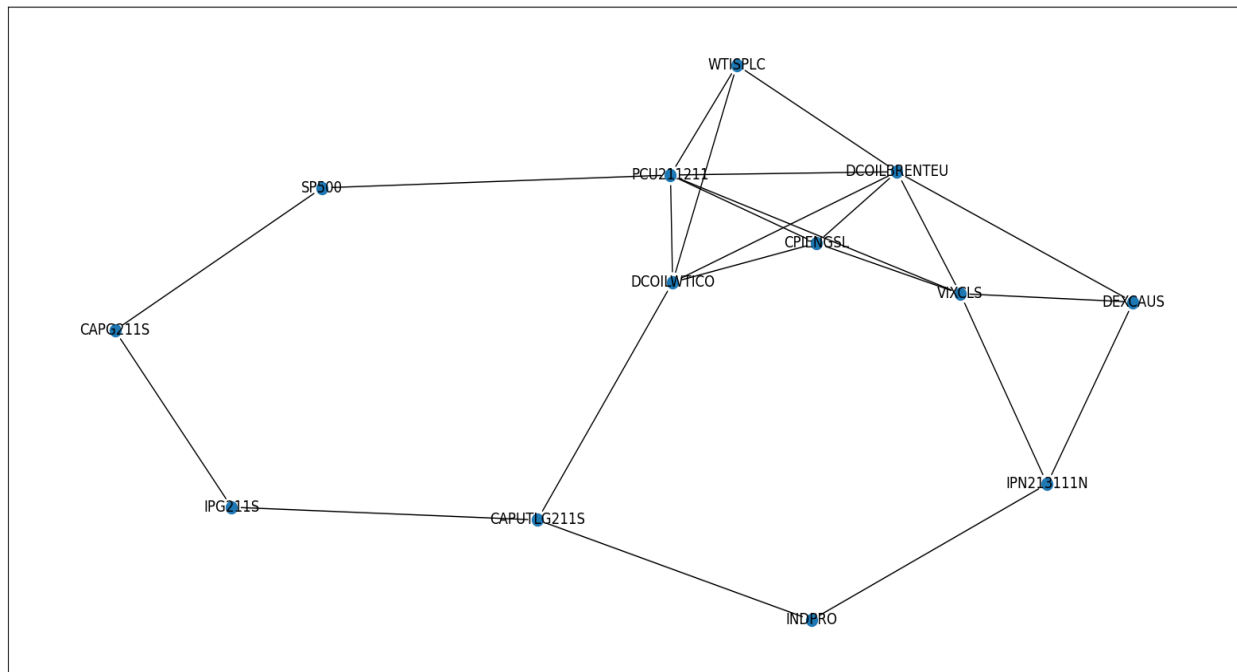 WTISPLC
PCU211211
DCOILBRENTEU
SP500
CPIENGSL
DCOILWTICO
VIXCLS
DEXCAUS
CAPG211S
IPN213111N
IPG211S
CAPUTLG211S
INDPRO